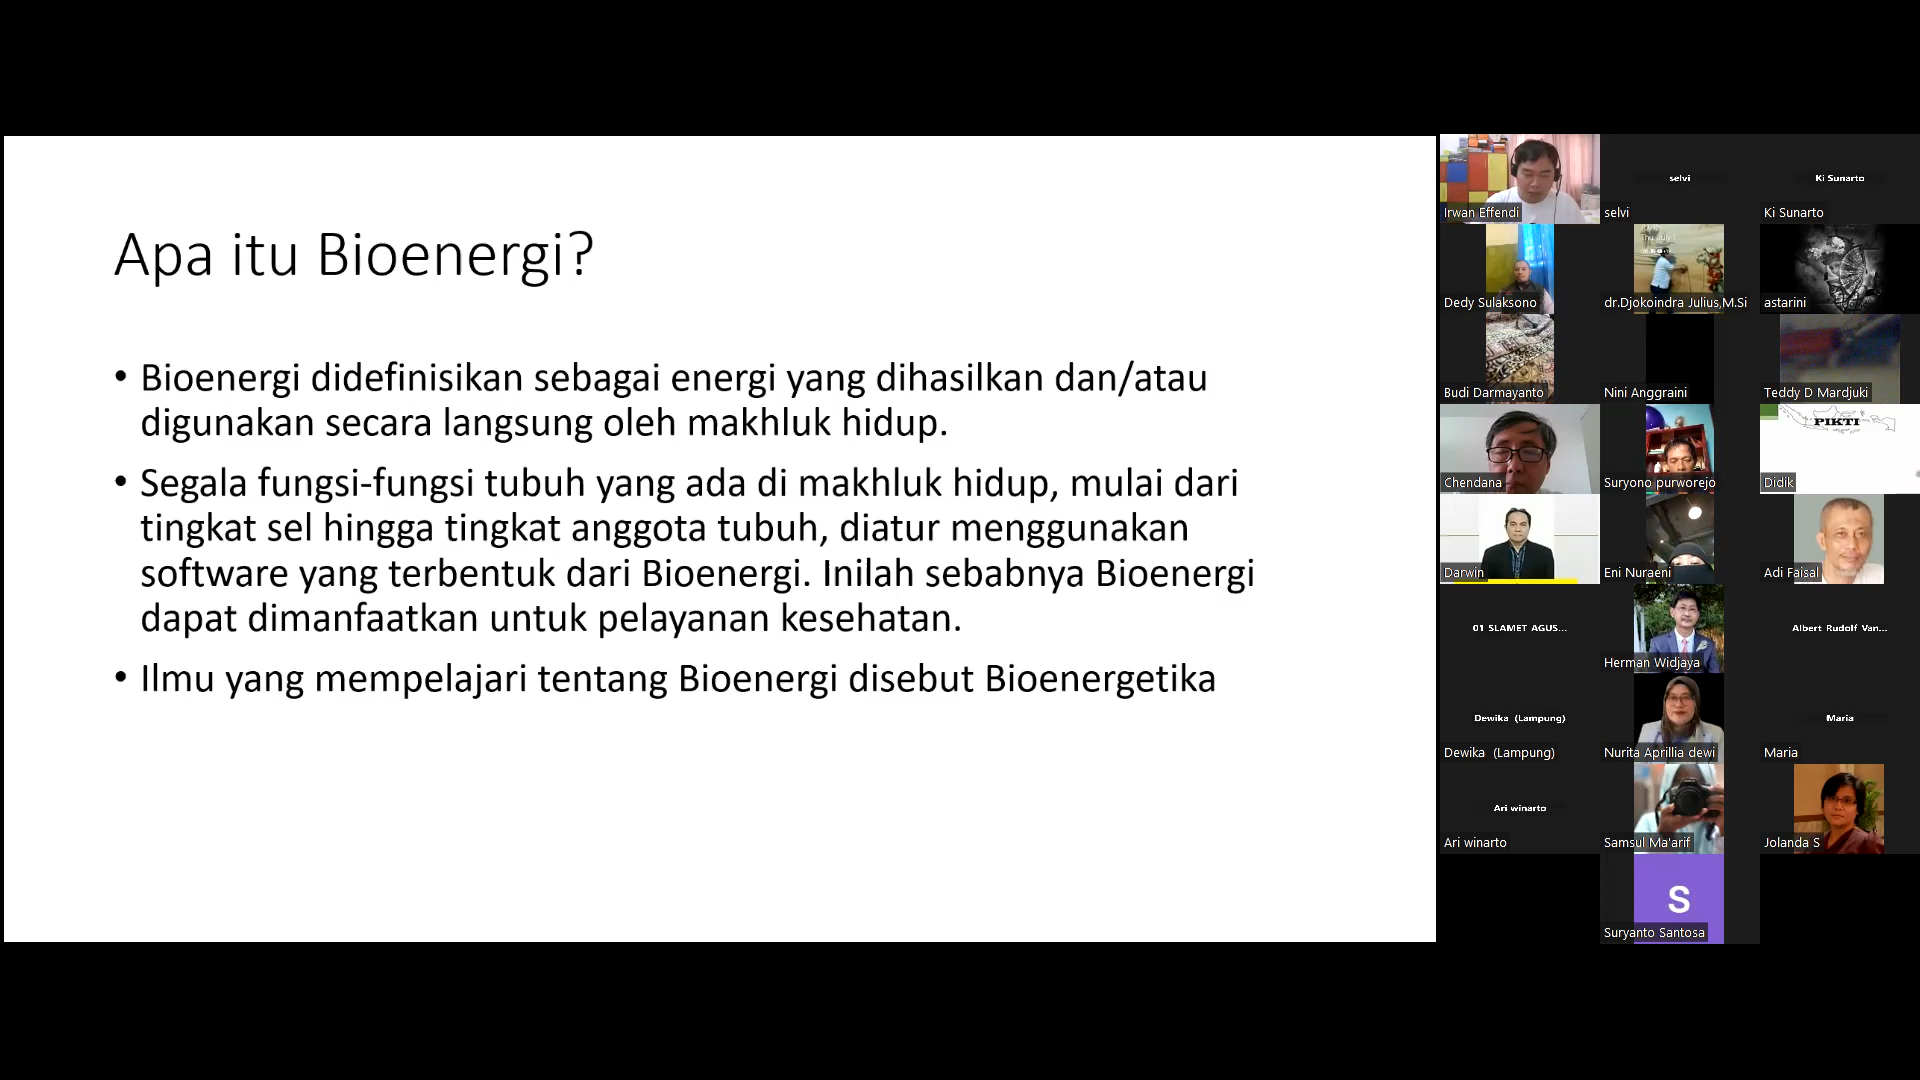 Apa itu Bioenergi?
• Bioenergi didefinisikan sebagai energi yang dihasilkan dan/atau
digunakan secara langsung oleh makhluk hidup.
• Segala fungsi-fungsi tubuh yang ada di makhluk hidup, mulai dari
tingkat sel hingga tingkat anggota tubuh, diatur menggunakan
software yang terbentuk dari Bioenergi. Inilah sebabnya Bioenergi
dapat dimanfaatkan untuk pelayanan kesehatan.
• Ilmu yang mempelajari tentang Bioenergi disebut Bioenergetika
Irwan Effendi
selvi
selvi
Ki Sunarto
Ki Sunarto
Dedy Sulaksono
dr.Djokoindra Julius,M.Si
astarini
Budi Darmayanto
Nini Anggraini
Teddy D Mardjuki
Chendana
Suryono purworejo
PIKTI
Didik
Darwin
Eni Nuraeni
Adi Faisal
01 SLAMET AGUS...
Herman Widjaya
Albert Rudolf Van...
Dewika (Lampung)
Dewika (Lampung)
Nurita Aprillia dewi
Maria
Maria
Ari winarto
Ari winarto
Samsul Ma'arif
Jolanda S
S
Suryanto Santosa